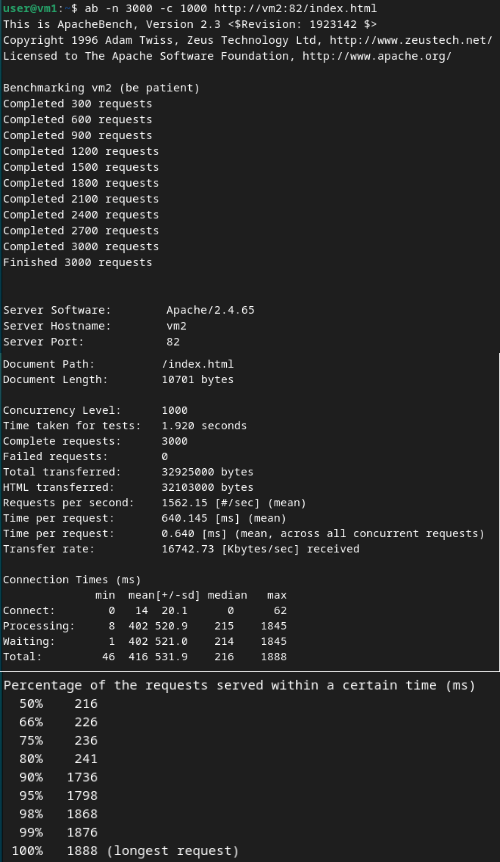 user@vm1:~$ ab -n 3000 -c 1000 http://vm2:82/index.html
This is ApacheBench, Version 2.3 <$Revision: 1923142 $>
Copyright 1996 Adam Twiss, Zeus Technology Ltd, http://www.zeustech.net/
Licensed to The Apache Software Foundation, http://www.apache.org/

Benchmarking vm2 (be patient)
Completed 300 requests
Completed 600 requests
Completed 900 requests
Completed 1200 requests
Completed 1500 requests
Completed 1800 requests
Completed 2100 requests
Completed 2400 requests
Completed 2700 requests
Completed 3000 requests
Finished 3000 requests

Server Software:        Apache/2.4.65
Server Hostname:        vm2
Server Port:            82
Document Path:          /index.html
Document Length:        10701 bytes

Concurrency Level:      1000
Time taken for tests:   1.920 seconds
Complete requests:      3000
Failed requests:        0
Total transferred:      32925000 bytes
HTML transferred:       32103000 bytes
Requests per second:    1562.15 [#/sec] (mean)
Time per request:       640.145 [ms] (mean)
Time per request:       0.640 [ms] (mean, across all concurrent requests)
Transfer rate:          16742.73 [Kbytes/sec] received

Connection Times (ms)
              min  mean[+/-sd] median   max
Connect:        0   14  20.1      0      62
Processing:     8  402 520.9    215    1845
Waiting:        1  402 521.0    214    1845
Total:         46  416 531.9    216    1888
Percentage of the requests served within a certain time (ms)
  50%    216
  66%    226
  75%    236
  80%    241
  90%   1736
  95%   1798
  98%   1868
  99%   1876
 100%   1888 (longest request)